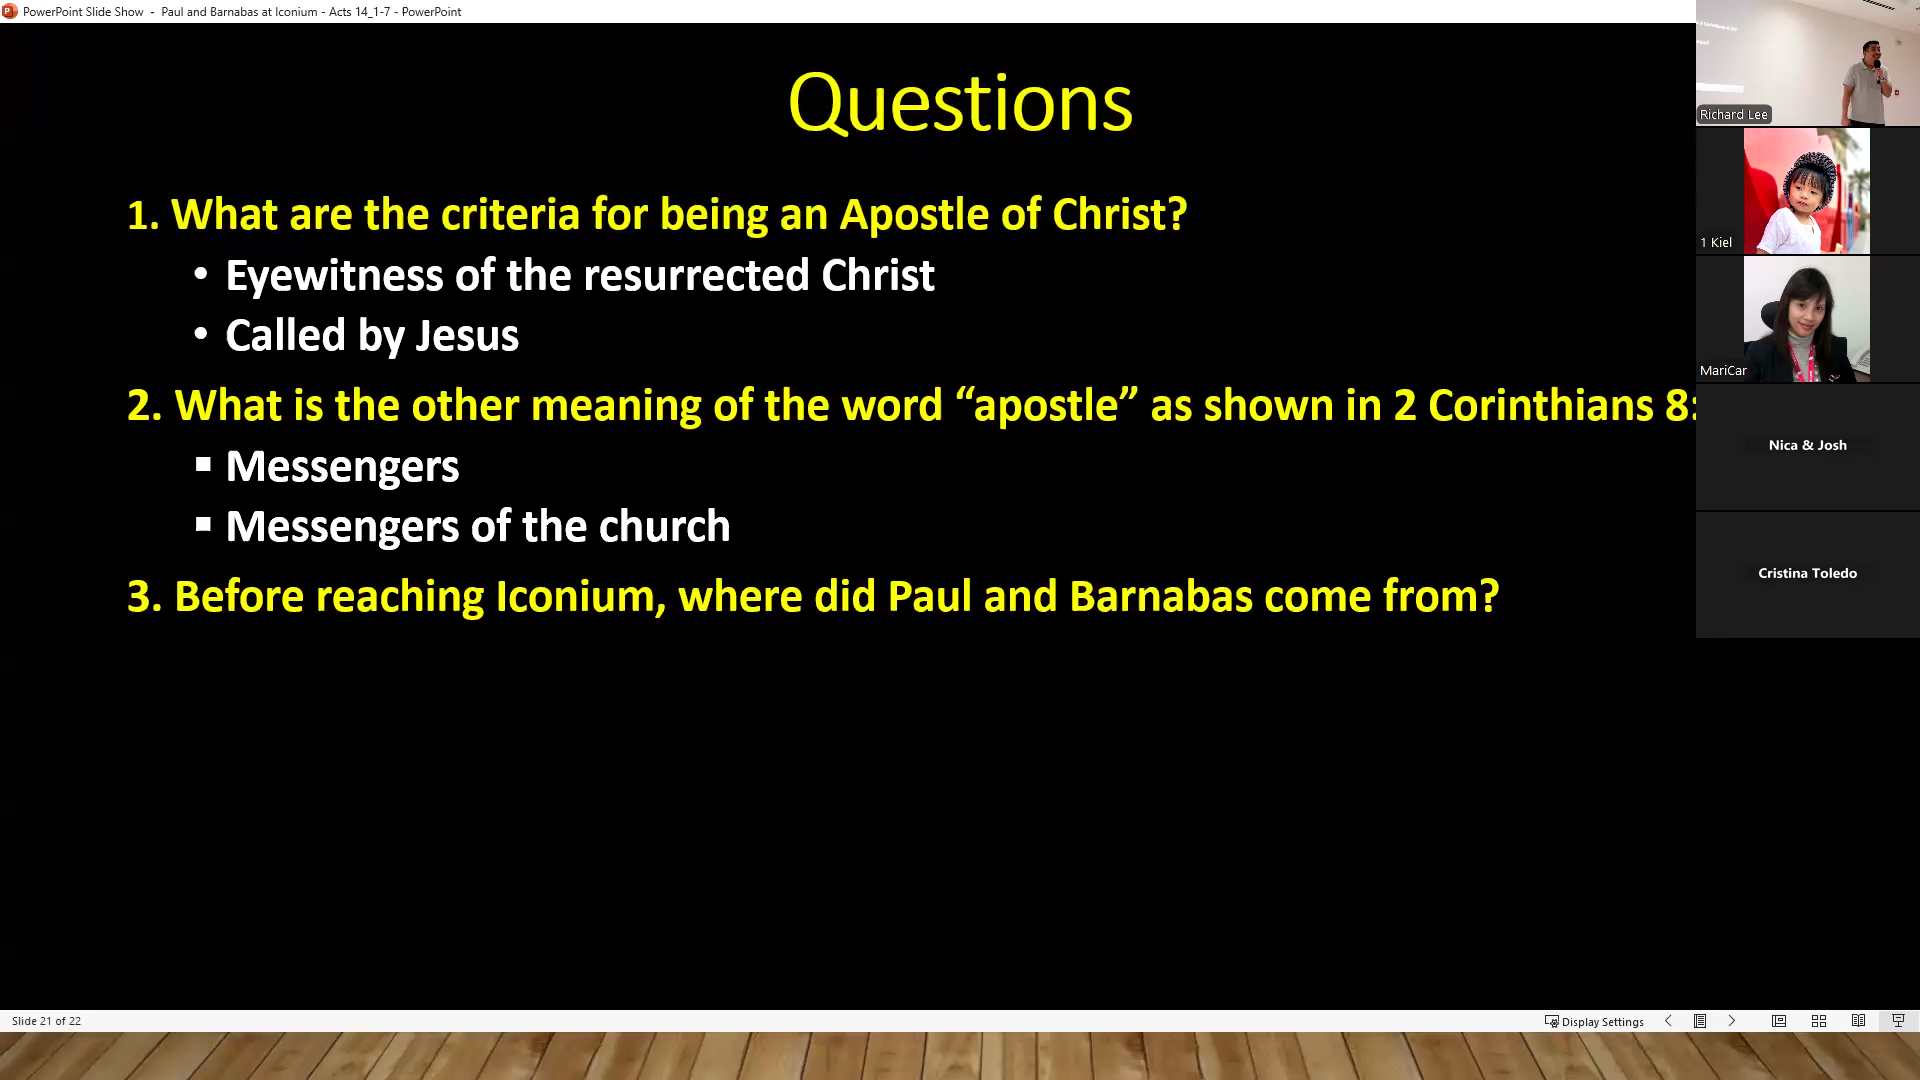 PowerPoint Slide Show - Paul and Barnabas at Iconium - Acts 14_1-7 - PowerPoint
Questions
1. What are the criteria for being an Apostle of Christ?
• Eyewitness of the resurrected Christ
• Called by Jesus
2. What is the other meaning of the word “apostle” as shown in 2 Corinthians 8:
▪ Messengers
▪ Messengers of the church
3. Before reaching Iconium, where did Paul and Barnabas come from?
Richard Lee
1 Kiel
MariCar
Nica & Josh
Cristina Toledo
Slide 21 of 22
Display Settings